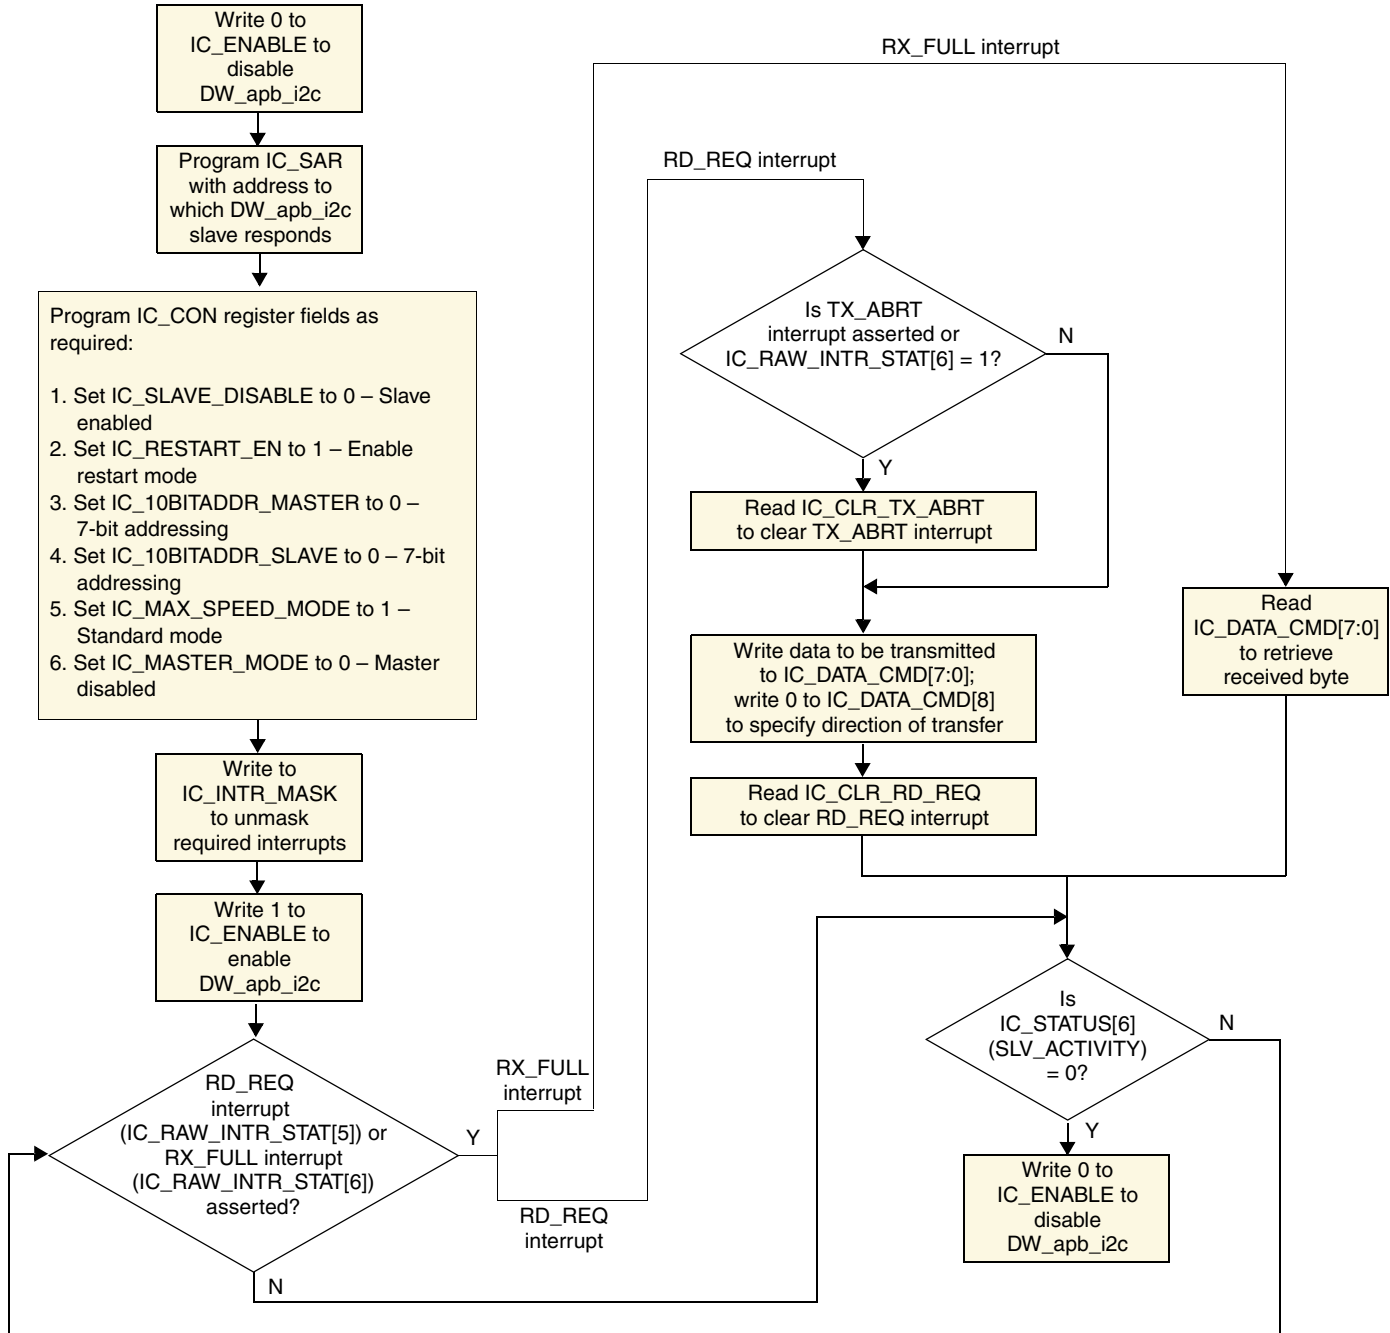 Write 0 to
IC_ENABLE to
disable
DW_apb_i2c
Program IC_SAR
with address to
which DW_apb_i2c
slave responds
Program IC_CON register fields as
required:
1. Set IC_SLAVE_DISABLE to 0 – Slave
enabled
2. Set IC_RESTART_EN to 1 – Enable
restart mode
3. Set IC_10BITADDR_MASTER to 0 –
7-bit addressing
4. Set IC_10BITADDR_SLAVE to 0 – 7-bit
addressing
5. Set IC_MAX_SPEED_MODE to 1 –
Standard mode
6. Set IC_MASTER_MODE to 0 – Master
disabled
Write to
IC_INTR_MASK
to unmask
required interrupts
Write 1 to
IC_ENABLE to
enable
DW_apb_i2c
RD_REQ
interrupt
(IC_RAW_INTR_STAT[5]) or
RX_FULL interrupt
(IC_RAW_INTR_STAT[6])
asserted?
Y
N
RX_FULL
interrupt
RD_REQ
interrupt
RX_FULL interrupt
RD_REQ interrupt
Is TX_ABRT
interrupt asserted or
IC_RAW_INTR_STAT[6] = 1?
N
Y
Read IC_CLR_TX_ABRT
to clear TX_ABRT interrupt
Write data to be transmitted
to IC_DATA_CMD[7:0];
write 0 to IC_DATA_CMD[8]
to specify direction of transfer
Read IC_CLR_RD_REQ
to clear RD_REQ interrupt
Read
IC_DATA_CMD[7:0]
to retrieve
received byte
Is
IC_STATUS[6]
(SLV_ACTIVITY)
= 0?
N
Y
Write 0 to
IC_ENABLE to
disable
DW_apb_i2c